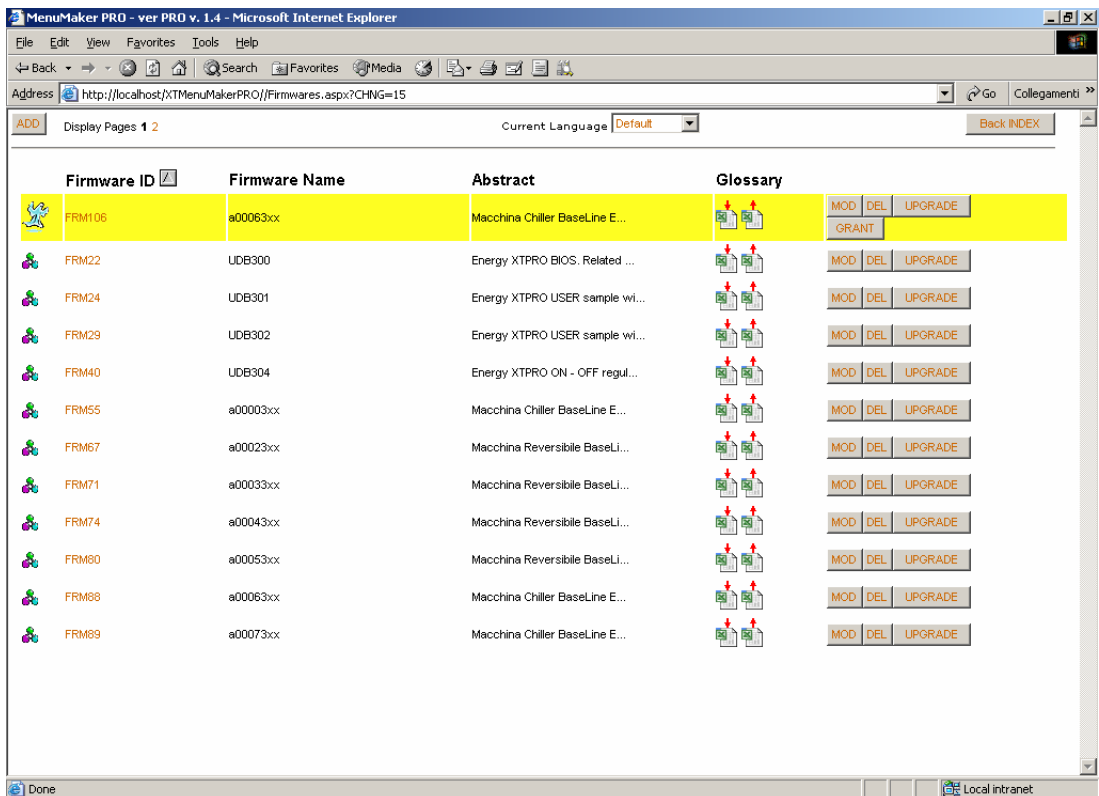 MenuMaker PRO - ver PRO v. 1.4 - Microsoft Internet Explorer
File Edit View Favorites Tools Help
Back Search Favorites Media
Address http://localhost/XTMenuMakerPRO//Firmwares.aspx?CHNG=15 Go Collegamenti »
ADD Display Pages 1 2 Current Language Default Back INDEX
Firmware ID Firmware Name Abstract Glossary
FRM106 a00063xx Macchina Chiller BaseLine E... MOD DEL UPGRADE
GRANT
FRM22 UDB300 Energy XTPRO BIOS. Related ... MOD DEL UPGRADE
FRM24 UDB301 Energy XTPRO USER sample wi... MOD DEL UPGRADE
FRM29 UDB302 Energy XTPRO USER sample wi... MOD DEL UPGRADE
FRM40 UDB304 Energy XTPRO ON - OFF regul... MOD DEL UPGRADE
FRM55 a00003xx Macchina Chiller BaseLine E... MOD DEL UPGRADE
FRM67 a00023xx Macchina Reversibile BaseLi... MOD DEL UPGRADE
FRM71 a00033xx Macchina Reversibile BaseLi... MOD DEL UPGRADE
FRM74 a00043xx Macchina Reversibile BaseLi... MOD DEL UPGRADE
FRM80 a00053xx Macchina Reversibile BaseLi... MOD DEL UPGRADE
FRM88 a00063xx Macchina Chiller BaseLine E... MOD DEL UPGRADE
FRM89 a00073xx Macchina Chiller BaseLine E... MOD DEL UPGRADE
Done Local intranet